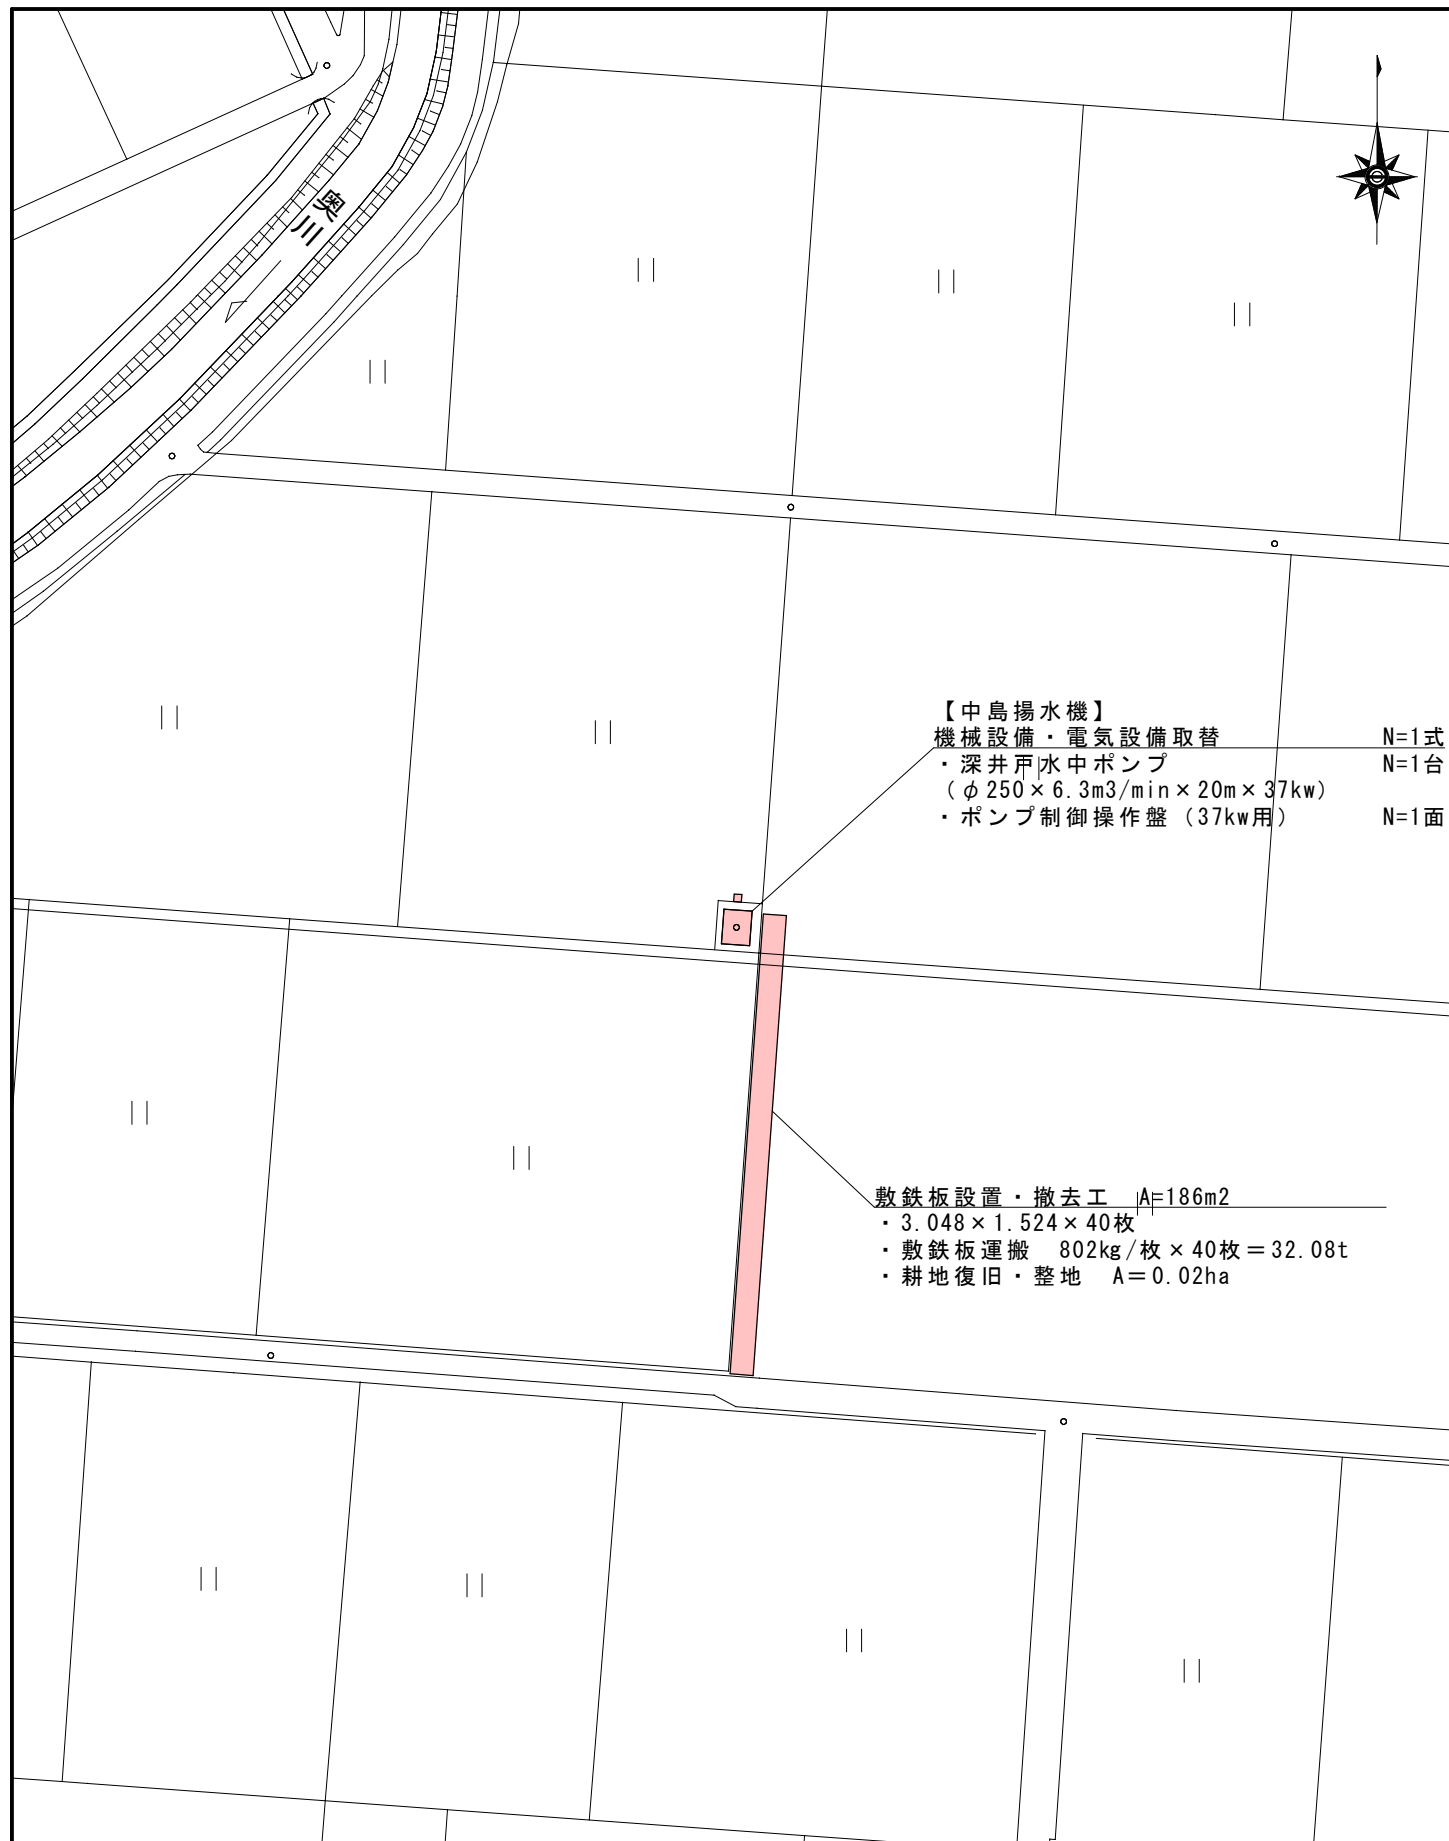 奥川
【中島揚水機】
機械設備・電気設備取替 N=1式
・深井戸水中ポンプ N=1台
（φ250×6.3m3/min×20m×37kw）
・ポンプ制御操作盤（37kw用） N=1面
敷鉄板設置・撤去工 A=186m2
・3.048×1.524×40枚
・敷鉄板運搬 802kg/枚×40枚＝32.08t
・耕地復旧・整地 A＝0.02ha